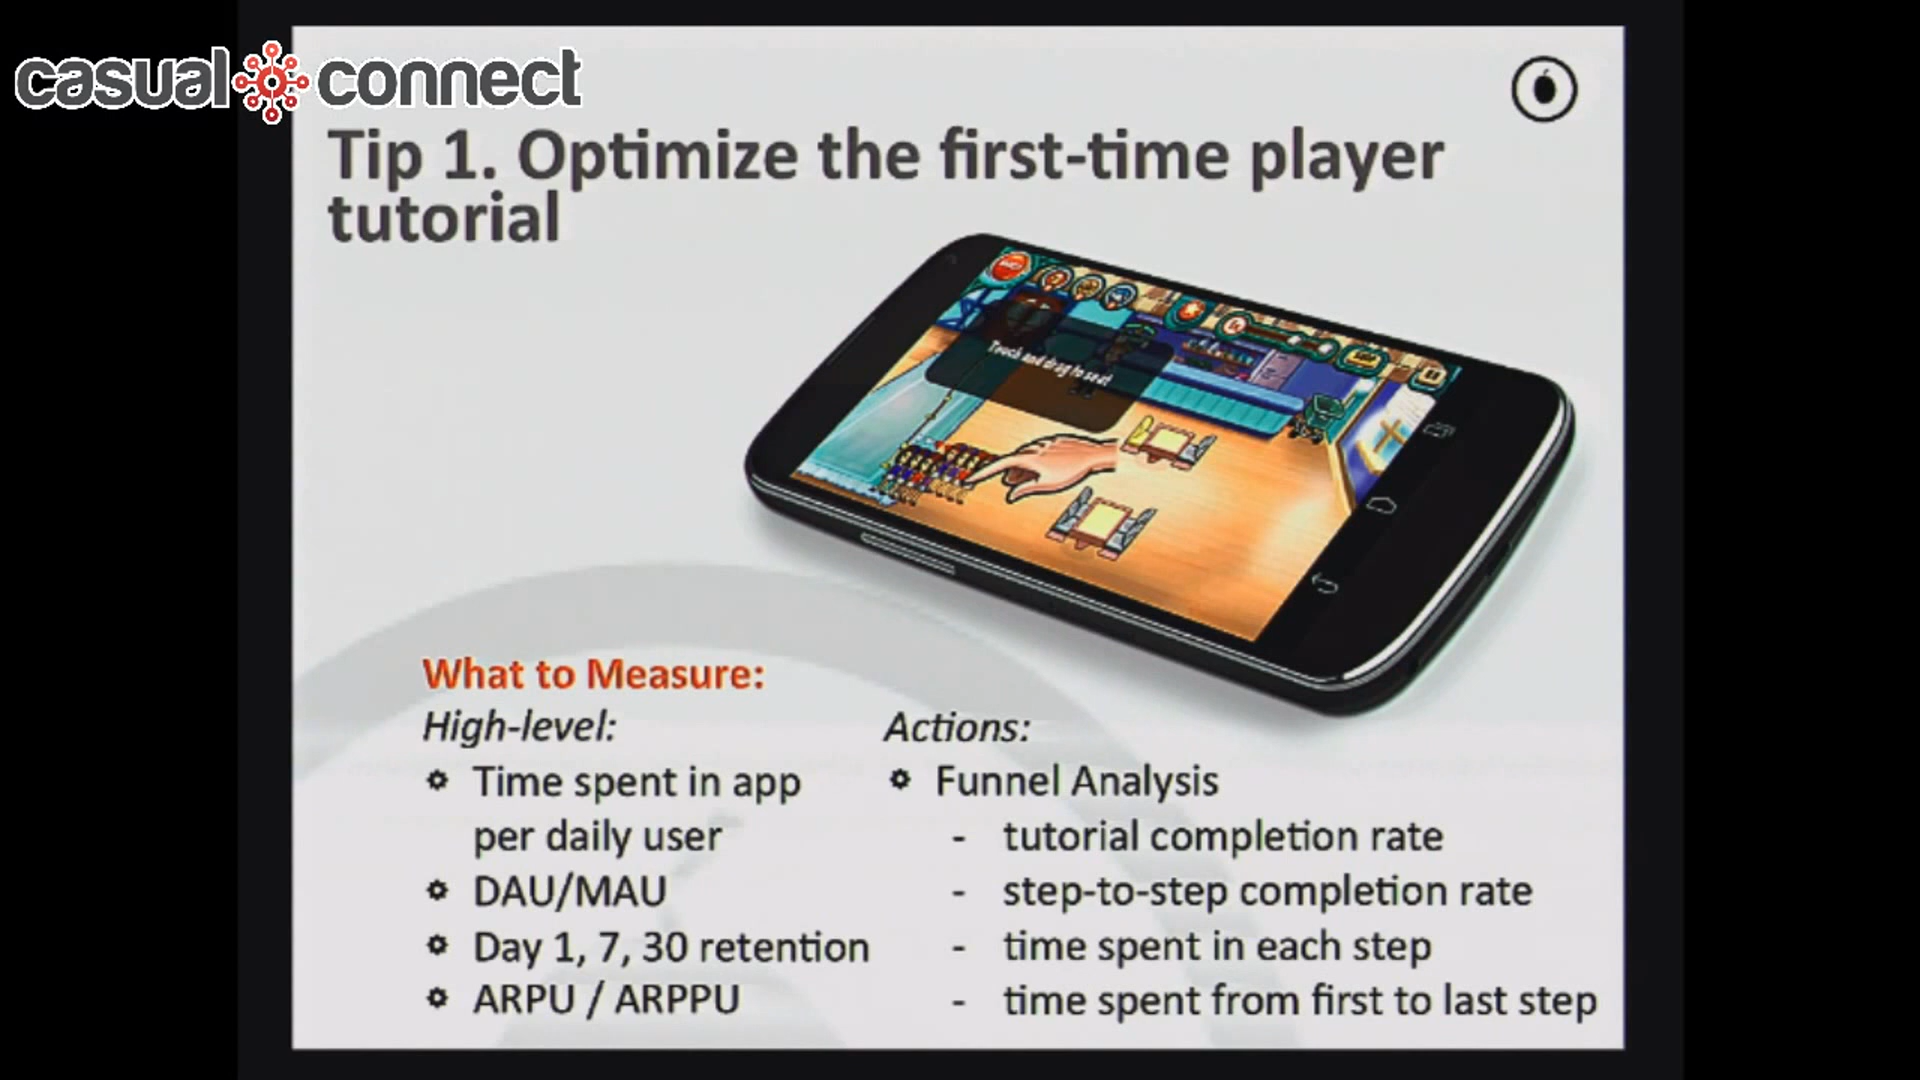 casual connect
Tip 1. Optimize the first-time player
tutorial
Touch and drag to seat
What to Measure:
High-level:
Time spent in app
per daily user
DAU/MAU
Day 1, 7, 30 retention
ARPU / ARPPU
Actions:
Funnel Analysis
- tutorial completion rate
- step-to-step completion rate
- time spent in each step
- time spent from first to last step